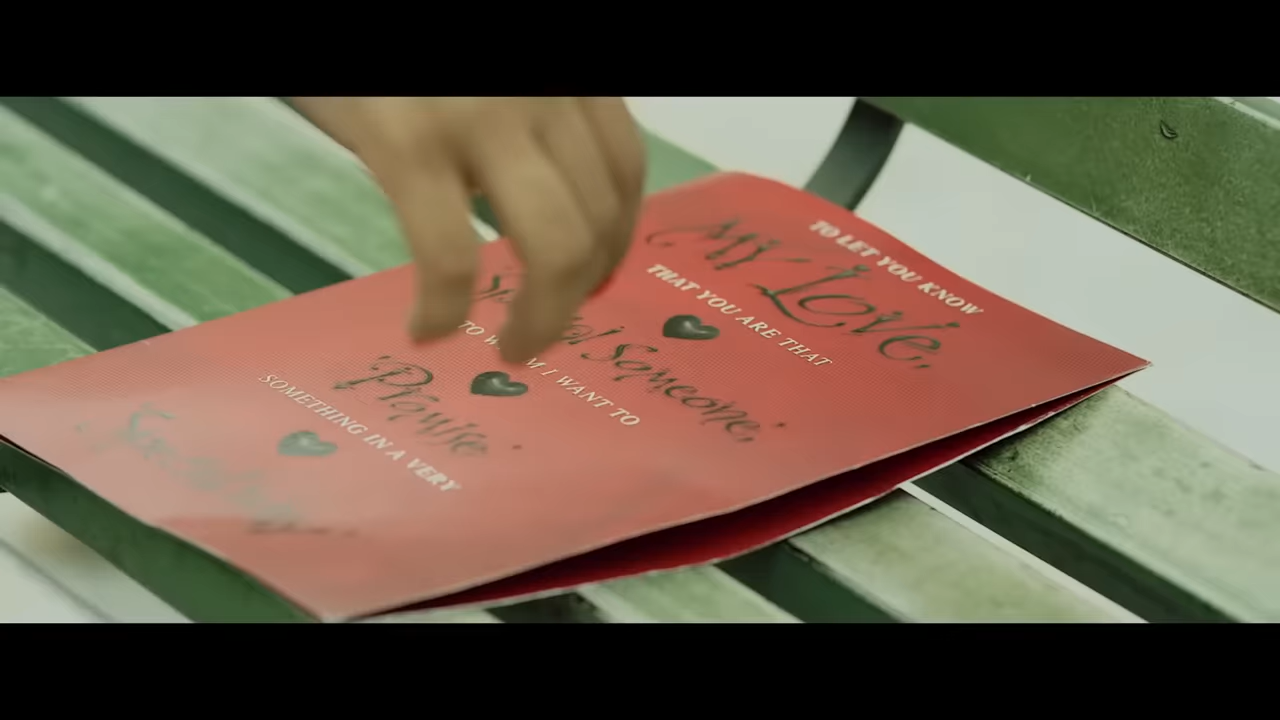 TO LET YOU KNOW
My Love,
THAT YOU ARE THAT
Someone,
TO I WANT TO
'Promise'
SOMETHING IN A VERY